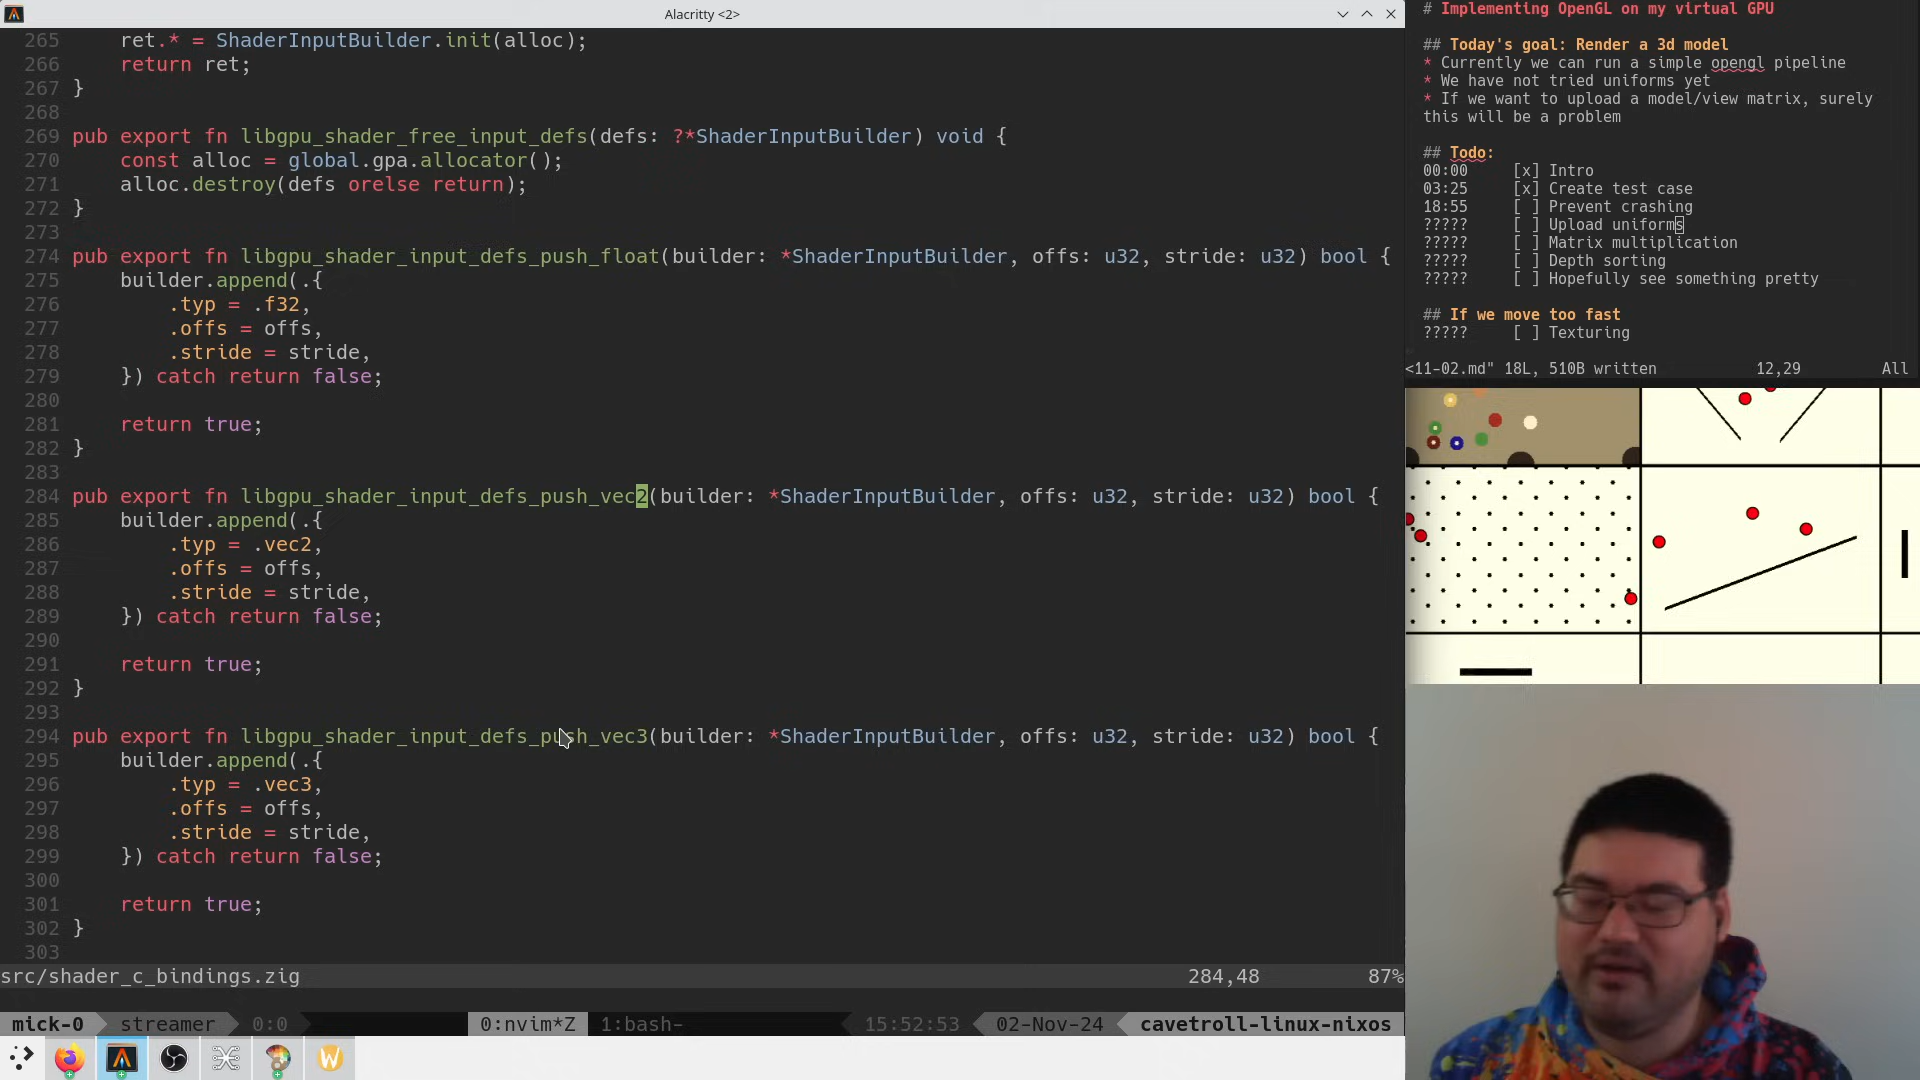 Alacritty <2>
265 ret.* = ShaderInputBuilder.init(alloc);
266 return ret;
267 }
268
269 pub export fn libgpu_shader_free_input_defs(defs: ?*ShaderInputBuilder) void {
270 const alloc = global.gpa.allocator();
271 alloc.destroy(defs orelse return);
272 }
273
274 pub export fn libgpu_shader_input_defs_push_float(builder: *ShaderInputBuilder, offs: u32, stride: u32) bool {
275 builder.append(.{
276 .typ = .f32,
277 .offs = offs,
278 .stride = stride,
279 }) catch return false;
280
281 return true;
282 }
283
284 pub export fn libgpu_shader_input_defs_push_vec2(builder: *ShaderInputBuilder, offs: u32, stride: u32) bool {
285 builder.append(.{
286 .typ = .vec2,
287 .offs = offs,
288 .stride = stride,
289 }) catch return false;
290
291 return true;
292 }
293
294 pub export fn libgpu_shader_input_defs_push_vec3(builder: *ShaderInputBuilder, offs: u32, stride: u32) bool {
295 builder.append(.{
296 .typ = .vec3,
297 .offs = offs,
298 .stride = stride,
299 }) catch return false;
300
301 return true;
302 }
303
src/shader_c_bindings.zig 284,48 87%
mick-0 streamer 0:0 0:nvim*Z 1:bash- 15:52:53 02-Nov-24 cavetroll-linux-nixos
W
# Implementing OpenGL on my virtual GPU
## Today's goal: Render a 3d model
* Currently we can run a simple opengl pipeline
* We have not tried uniforms yet
* If we want to upload a model/view matrix, surely
this will be a problem
## Todo:
00:00 [x] Intro
03:25 [x] Create test case
18:55 [ ] Prevent crashing
????? [ ] Upload uniforms
????? [ ] Matrix multiplication
????? [ ] Depth sorting
????? [ ] Hopefully see something pretty
## If we move too fast
????? [ ] Texturing
<11-02.md" 18L, 510B written 12,29 All